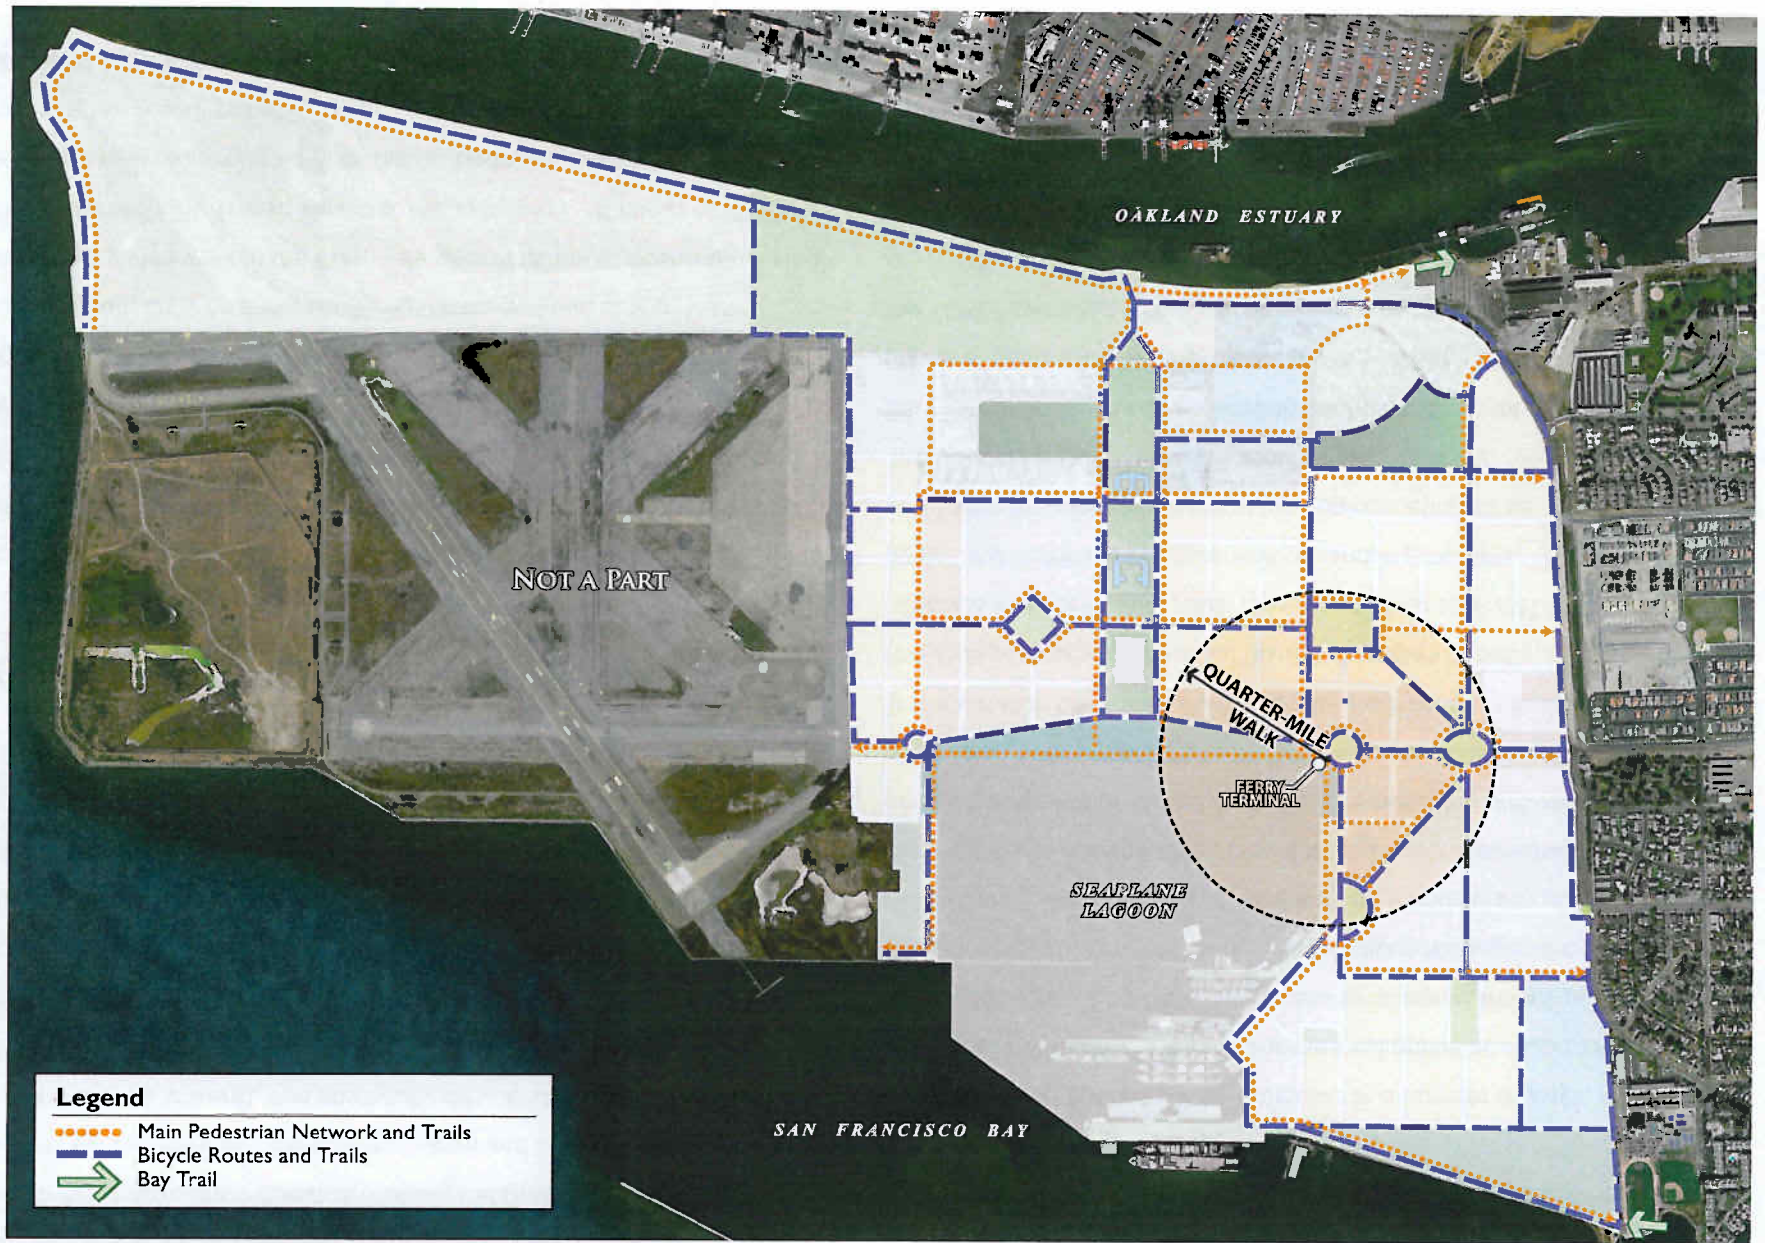 OAKLAND ESTUARY
NOT A PART
QUARTER-MILE
WALK
FERRY
TERMINAL
SEAPLANE
LAGOON
SAN FRANCISCO BAY
Legend
Main Pedestrian Network and Trails
Bicycle Routes and Trails
Bay Trail